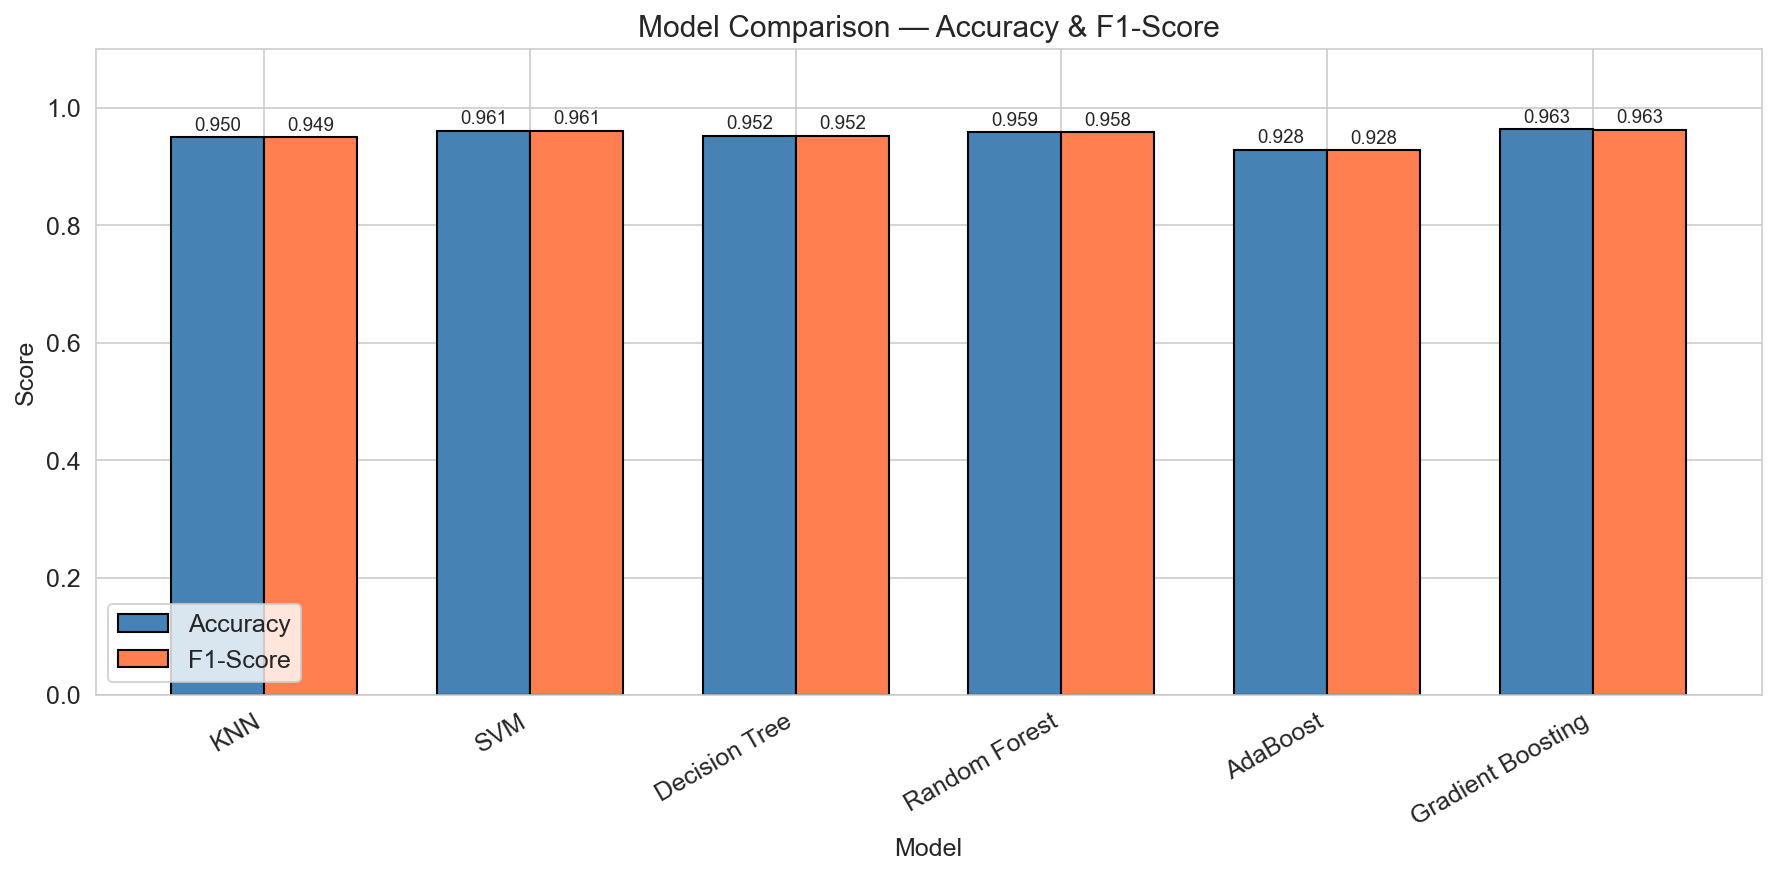 Model Comparison — Accuracy & F1-Score
Score
1.0
0.8
0.6
0.4
0.2
0.0
0.950 0.949 0.961 0.961 0.952 0.952 0.959 0.958 0.928 0.928 0.963 0.963
Accuracy
F1-Score
KNN
SVM
Decision Tree
Random Forest
AdaBoost
Gradient Boosting
Model